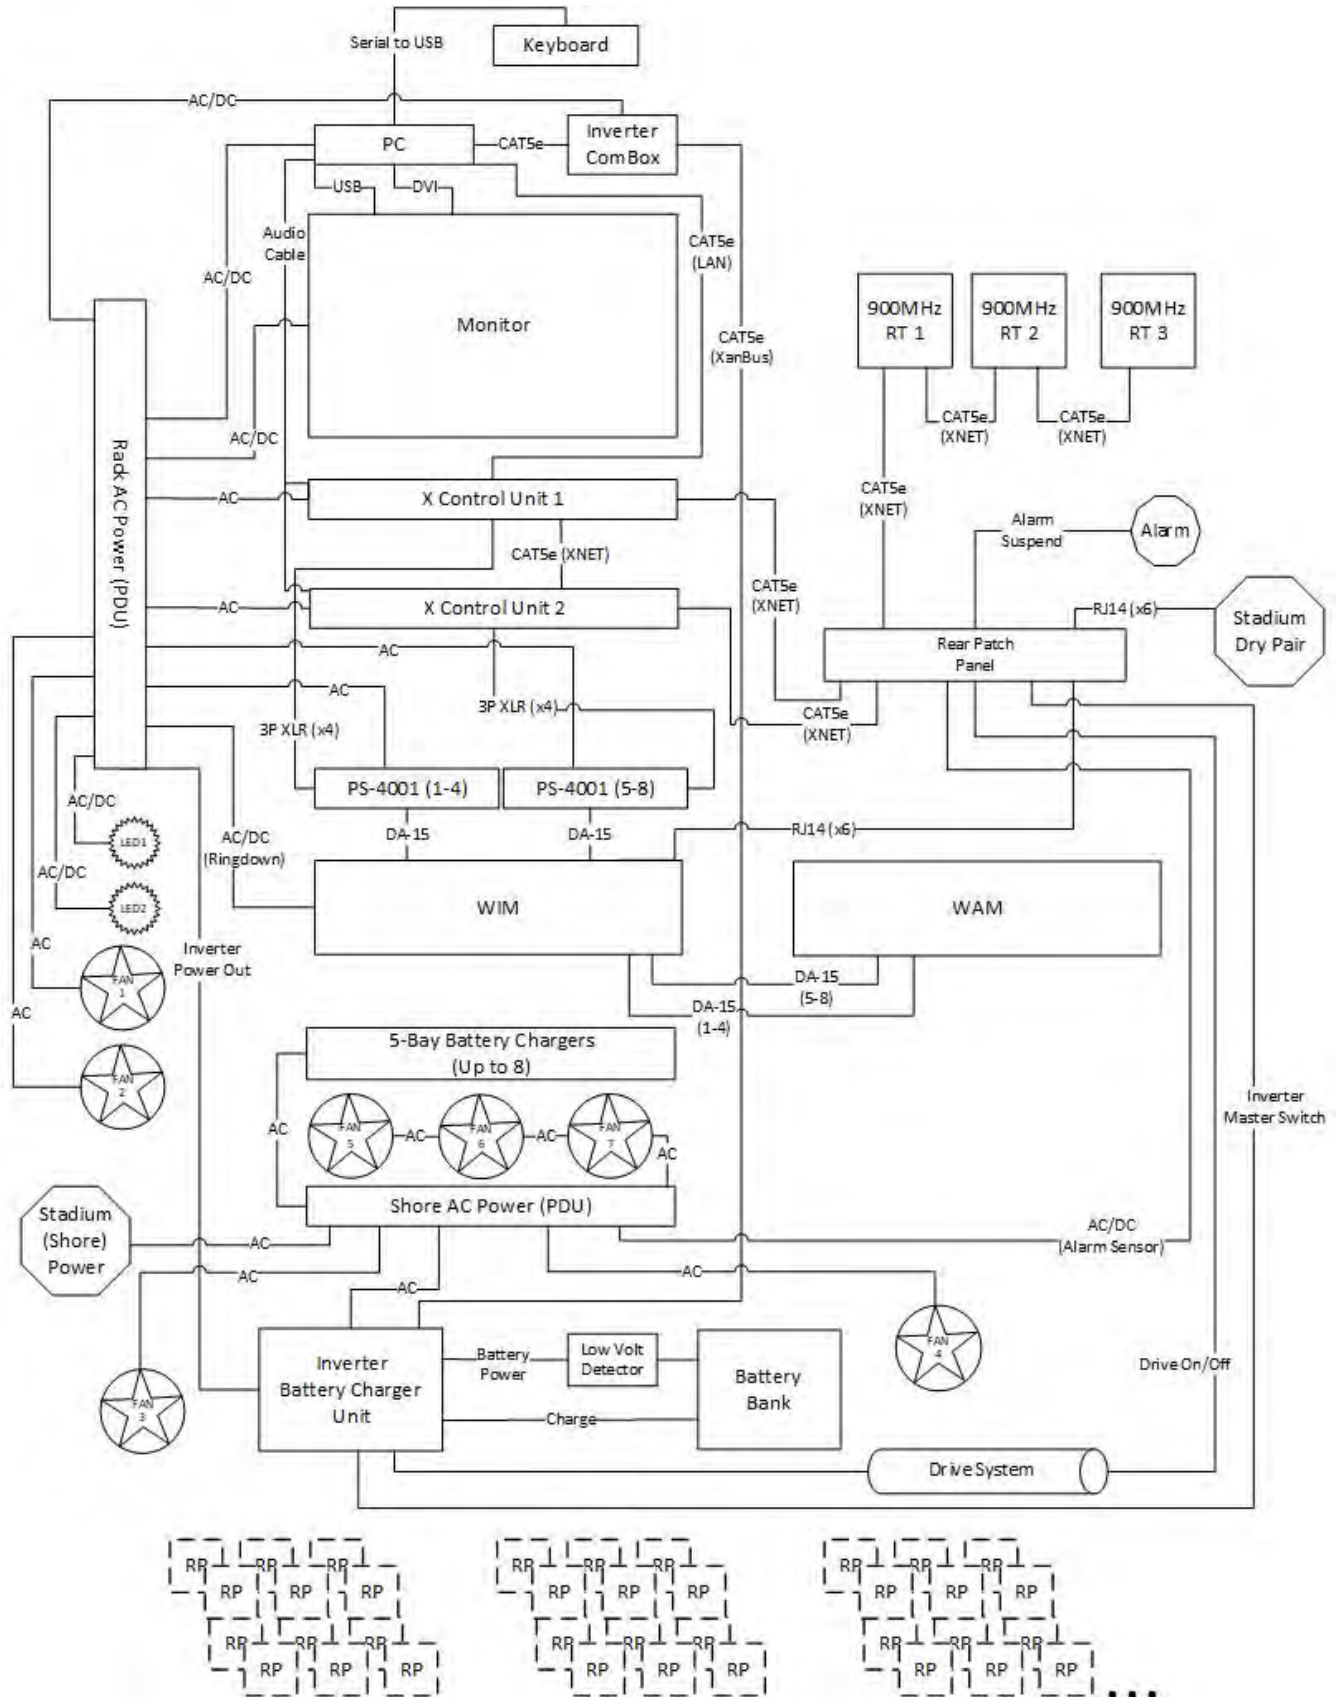 Serial to USB
Keyboard
AC/DC
PC
CAT5e
Inverter
ComBox
USB
DVI
Audio
Cable
CAT5e
(LAN)
AC/DC
Monitor
CAT5e
(XanBus)
900MHz
RT 1
900MHz
RT 2
900MHz
RT 3
CAT5e
(XNET)
CAT5e
(XNET)
AC/DC
Rack AC Power (PDU)
AC
X Control Unit 1
CAT5e
(XNET)
Alarm
Suspend
Alarm
CAT5e (XNET)
CAT5e
(XNET)
AC
X Control Unit 2
RJ14 (x6)
Stadium
Dry Pair
Rear Patch
Panel
AC
AC
3P XLR (x4)
3P XLR (x4)
CAT5e
(XNET)
PS-4001 (1-4)
PS-4001 (5-8)
AC/DC
LED1
AC/DC
(Ringdown)
DA-15
DA-15
RJ14 (x6)
AC/DC
LED2
WIM
WAM
AC
Inverter
Power Out
FAN
1
DA-15
(5-8)
DA-15
(1-4)
AC
5-Bay Battery Chargers
(Up to 8)
FAN
2
AC
FAN
5
AC
FAN
6
AC
FAN
7
AC
Inverter
Master Switch
Shore AC Power (PDU)
Stadium
(Shore)
Power
AC
AC/DC
(Alarm Sensor)
AC
AC
AC
Inverter
Battery Charger
Unit
Battery
Power
Low Volt
Detector
Battery
Bank
FAN
4
Drive On/Off
FAN
3
Charge
Drive System
RP RP RP RP RP RP RP RP RP
RP RP RP RP RP RP RP RP RP
RP RP RP RP RP RP RP RP RP
RP RP RP RP RP RP RP RP RP
...